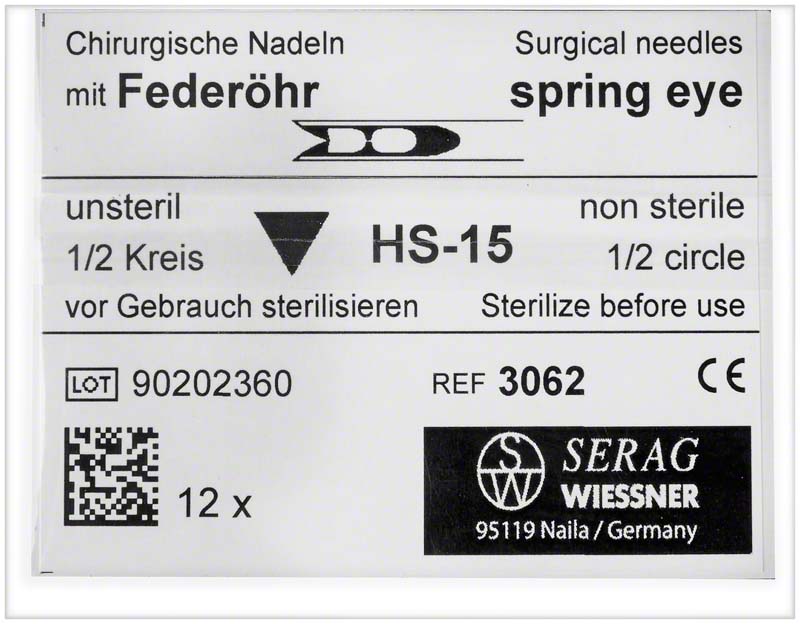 Chirurgische Nadeln
mit Federöhr
Surgical needles
spring eye
unsteril
1/2 Kreis
HS-15
non sterile
1/2 circle
vor Gebrauch sterilisieren
Sterilize before use
LOT 90202360
REF 3062
CE
12 x
SW
SERAG
WIESSNER
95119 Naila / Germany